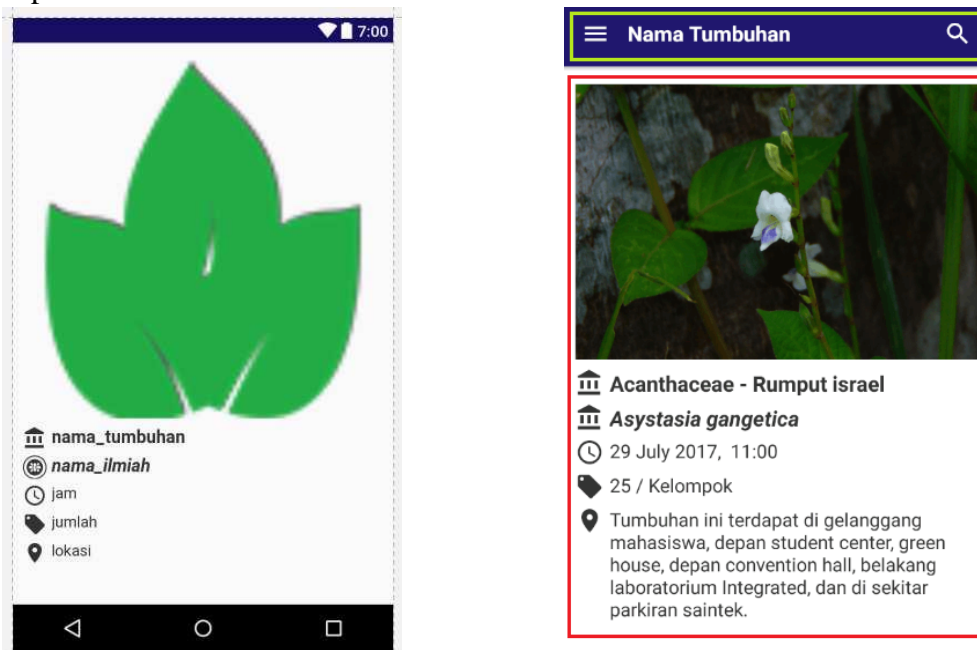 7:00
nama_tumbuhan
nama_ilmiah
jam
jumlah
lokasi
Nama Tumbuhan
Acanthaceae - Rumput israel
Asystasia gangetica
29 July 2017, 11:00
25 / Kelompok
Tumbuhan ini terdapat di gelanggang
mahasiswa, depan student center, green
house, depan convention hall, belakang
laboratorium Integrated, dan di sekitar
parkiran saintek.